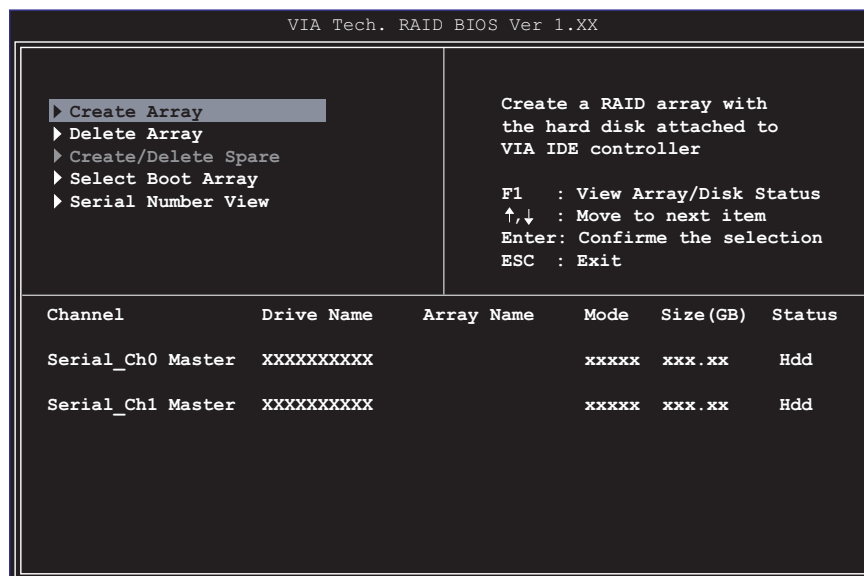 VIA Tech. RAID BIOS Ver 1.XX
Create Array
Delete Array
Create/Delete Spare
Select Boot Array
Serial Number View
Create a RAID array with
the hard disk attached to
VIA IDE controller
F1 : View Array/Disk Status
↑,↓ : Move to next item
Enter: Confirme the selection
ESC : Exit
Channel Drive Name Array Name Mode Size(GB) Status
Serial_Ch0 Master XXXXXXXXXX xxxxx xxx.xx Hdd
Serial_Ch1 Master XXXXXXXXXX xxxxx xxx.xx Hdd